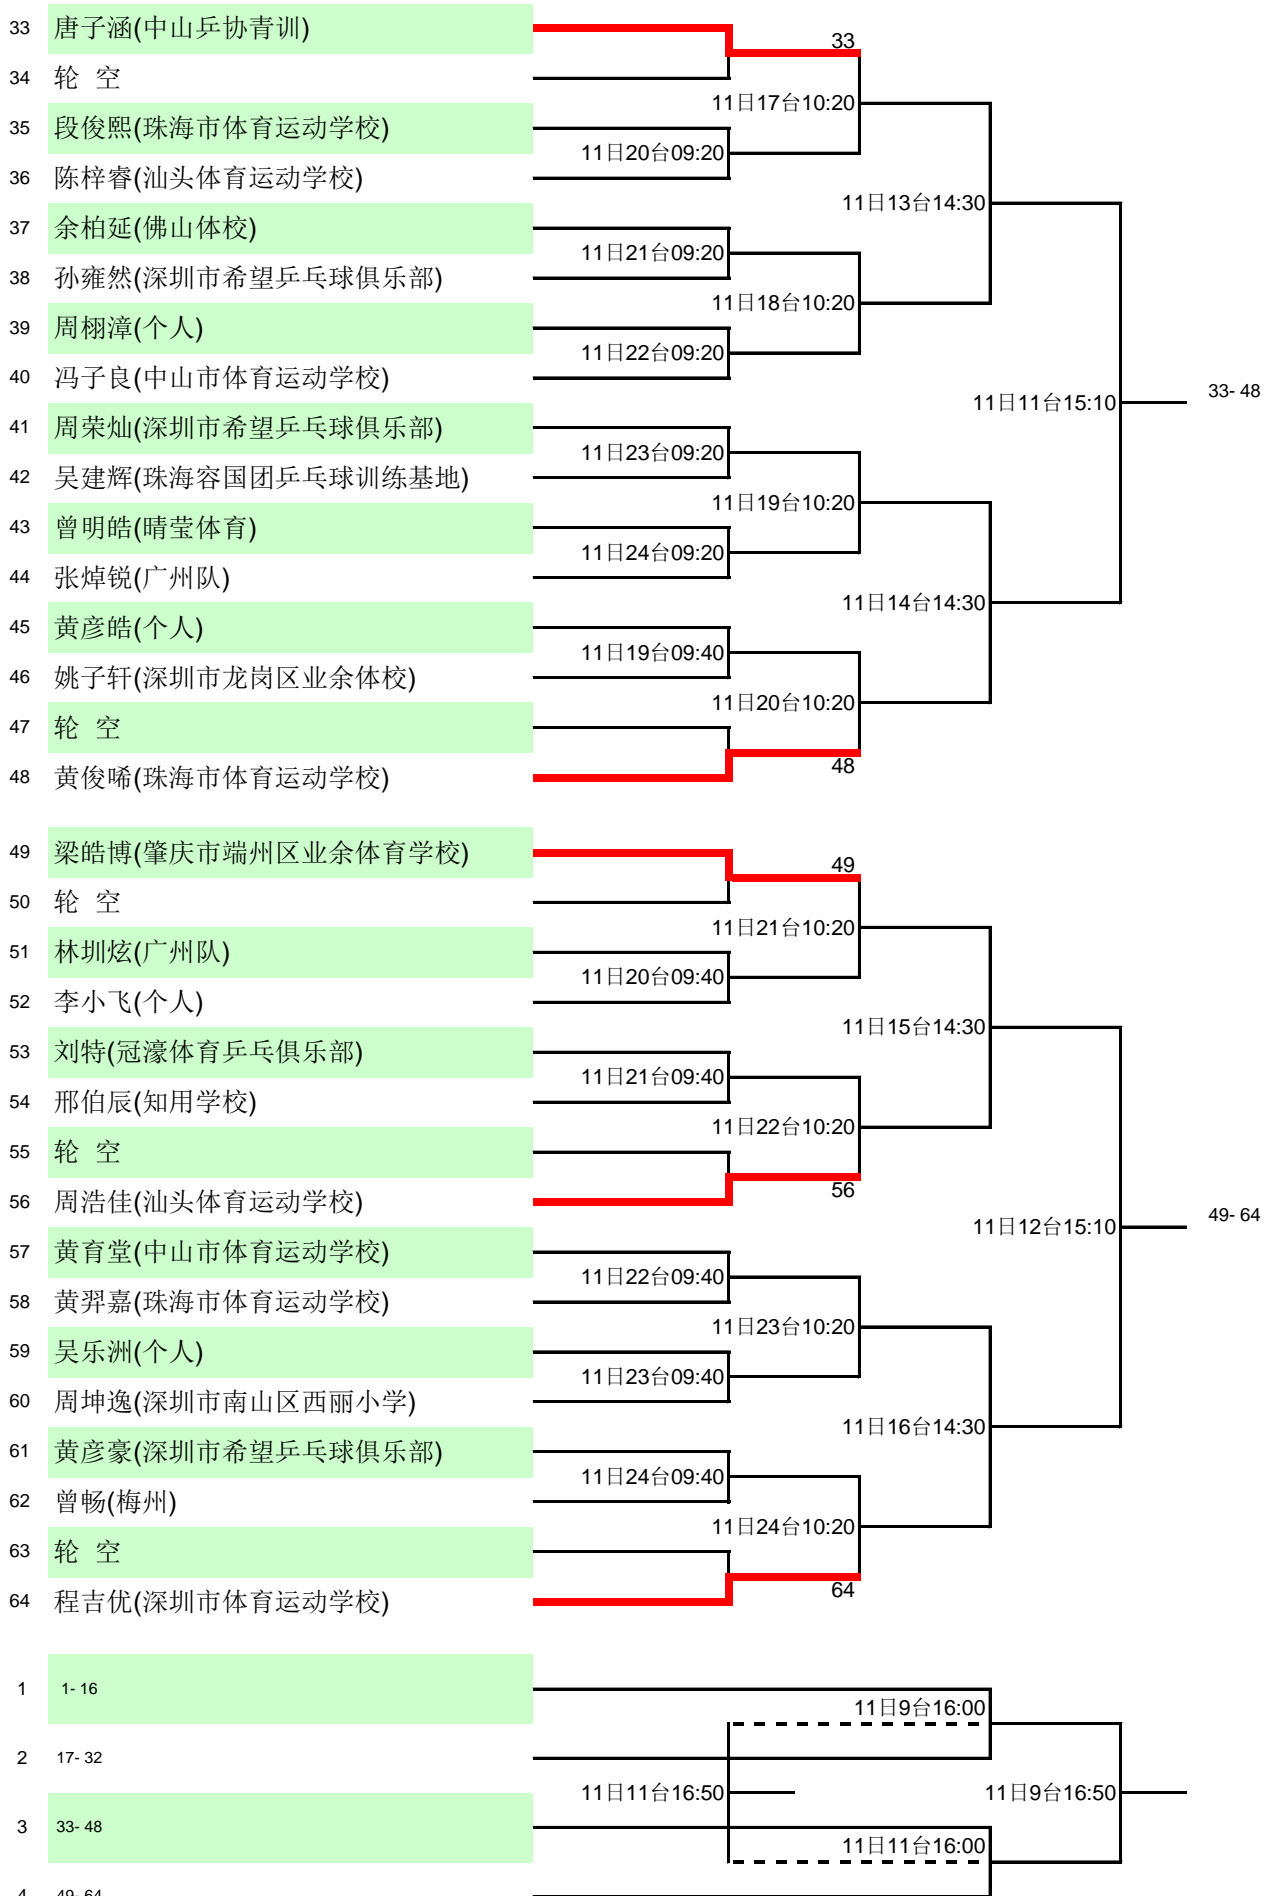 33 唐子涵(中山乒协青训)
33
34 轮 空
11日17台10:20
35 段俊熙(珠海市体育运动学校)
11日20台09:20
36 陈梓睿(汕头体育运动学校)
11日13台14:30
37 余柏延(佛山体校)
11日21台09:20
38 孙雍然(深圳市希望乒乓球俱乐部)
11日18台10:20
39 周栩漳(个人)
11日22台09:20
40 冯子良(中山市体育运动学校)
11日11台15:10
33-48
41 周荣灿(深圳市希望乒乓球俱乐部)
11日23台09:20
42 吴建辉(珠海容国团乒乓球训练基地)
11日19台10:20
43 曾明皓(晴莹体育)
11日24台09:20
44 张焯锐(广州队)
11日14台14:30
45 黄彦皓(个人)
11日19台09:40
46 姚子轩(深圳市龙岗区业余体校)
11日20台10:20
47 轮 空
48 黄俊唏(珠海市体育运动学校)
48
49 梁皓博(肇庆市端州区业余体育学校)
49
50 轮 空
11日21台10:20
51 林圳炫(广州队)
11日20台09:40
52 李小飞(个人)
11日15台14:30
53 刘特(冠濠体育乒乓俱乐部)
11日21台09:40
54 邢伯辰(知用学校)
11日22台10:20
55 轮 空
56 周浩佳(汕头体育运动学校)
56
11日12台15:10
49-64
57 黄育堂(中山市体育运动学校)
11日22台09:40
58 黄羿嘉(珠海市体育运动学校)
11日23台10:20
59 吴乐洲(个人)
11日23台09:40
60 周坤逸(深圳市南山区西丽小学)
11日16台14:30
61 黄彦豪(深圳市希望乒乓球俱乐部)
11日24台09:40
62 曾畅(梅州)
11日24台10:20
63 轮 空
64 程吉优(深圳市体育运动学校)
64
1 1-16
11日9台16:00
2 17-32
11日11台16:50
11日9台16:50
3 33-48
11日11台16:00
4 49-64